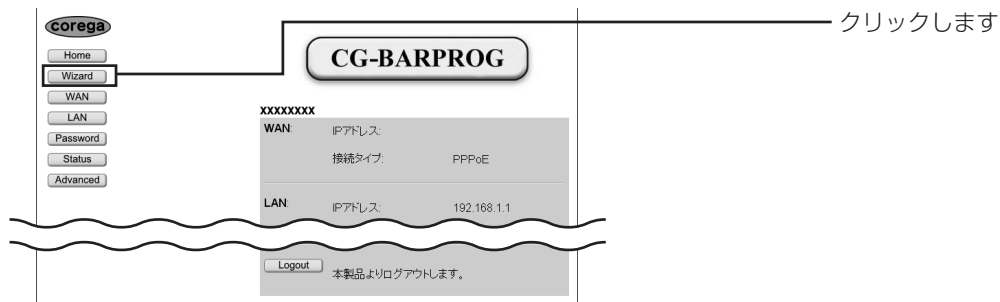 corega
クリックします
Home
Wizard
WAN
LAN
Password
Status
Advanced
CG-BARPROG
xxxxxxxx
WAN: IPアドレス:
接続タイプ: PPPoE
LAN: IPアドレス: 192.168.1.1
Logout 本製品よりログアウトします。